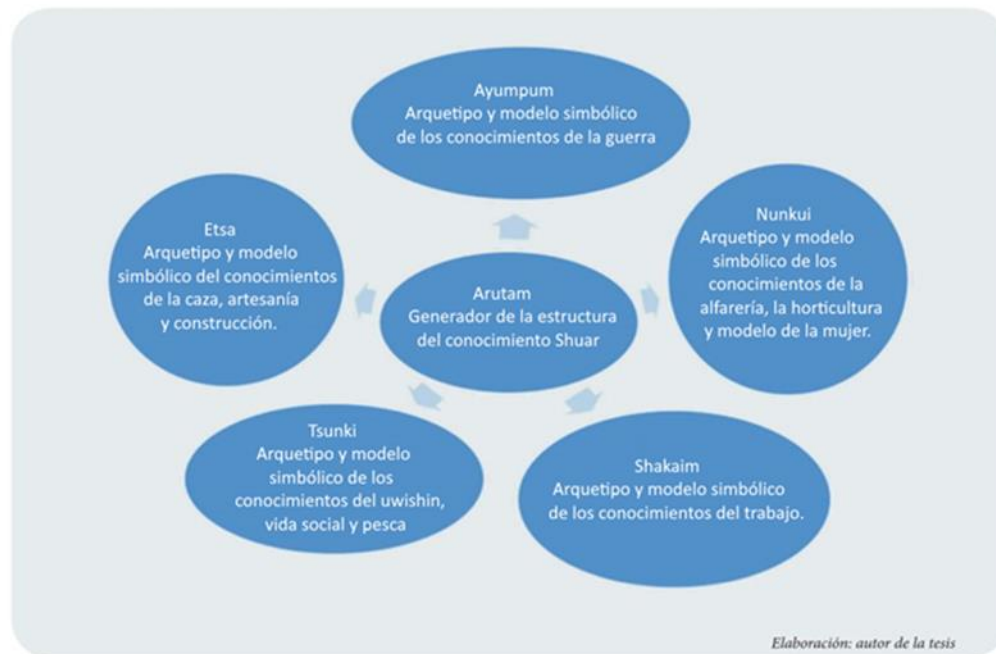 Ayumpum
Arquetipo y modelo simbólico
de los conocimientos de la guerra
Etsa
Arquetipo y modelo
simbólico del conocimientos
de la caza, artesanía
y construcción.
Nunkui
Arquetipo y modelo
simbólico de los
conocimientos de la
alfarería, la horticultura
y modelo de la mujer.
Arutam
Generador de la estructura
del conocimiento Shuar
Tsunki
Arquetipo y modelo
simbólico de los
conocimientos del uwishin,
vida social y pesca
Shakaim
Arquetipo y modelo simbólico
de los conocimientos del trabajo.
Elaboración: autor de la tesis